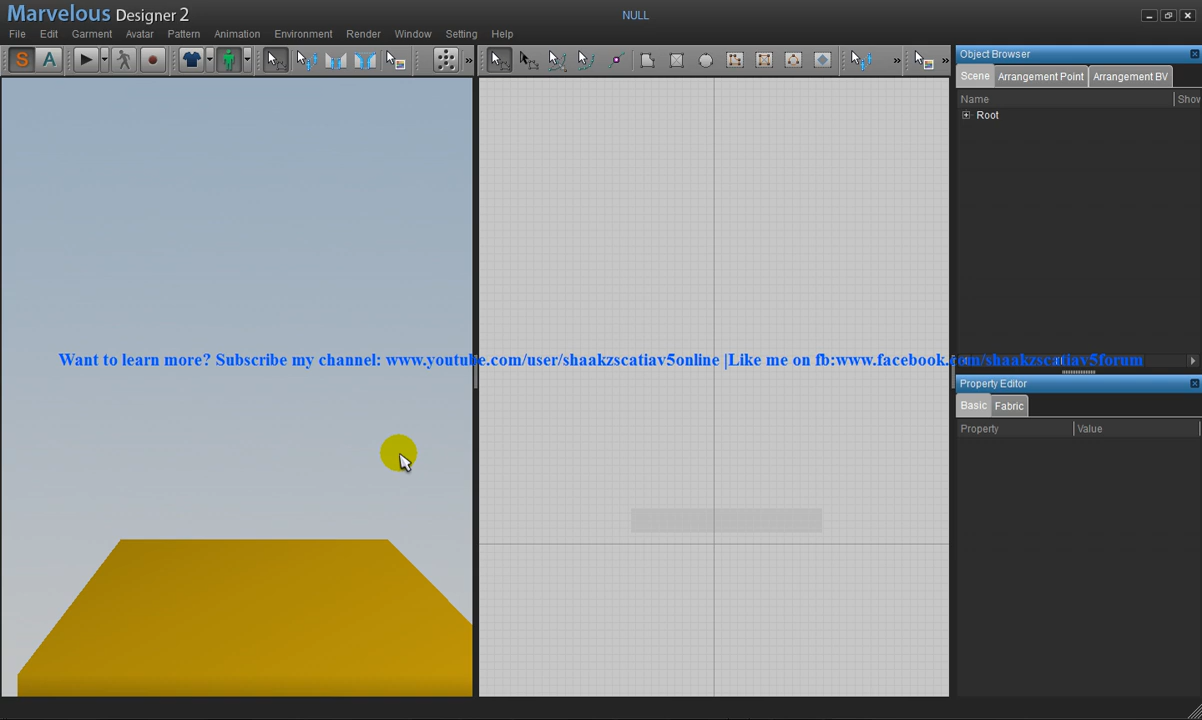 Marvelous Designer 2
NULL
File Edit Garment Avatar Pattern Animation Environment Render Window Setting Help
S A
Object Browser
Scene Arrangement Point Arrangement BV
Name Show
Root
Want to learn more? Subscribe my channel: www.youtube.com/user/shaakzscatiav5online |Like me on fb:www.facebook.com/shaakzscatiav5forum
Property Editor
Basic Fabric
Property Value